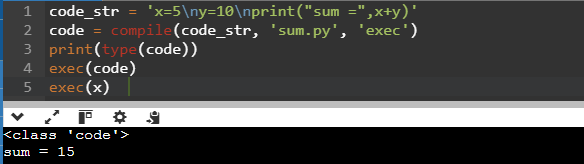 1 code_str = 'x=5\ny=10\nprint("sum =",x+y)'
2 code = compile(code_str, 'sum.py', 'exec')
3 print(type(code))
4 exec(code)
5 exec(x)
<class 'code'>
sum = 15